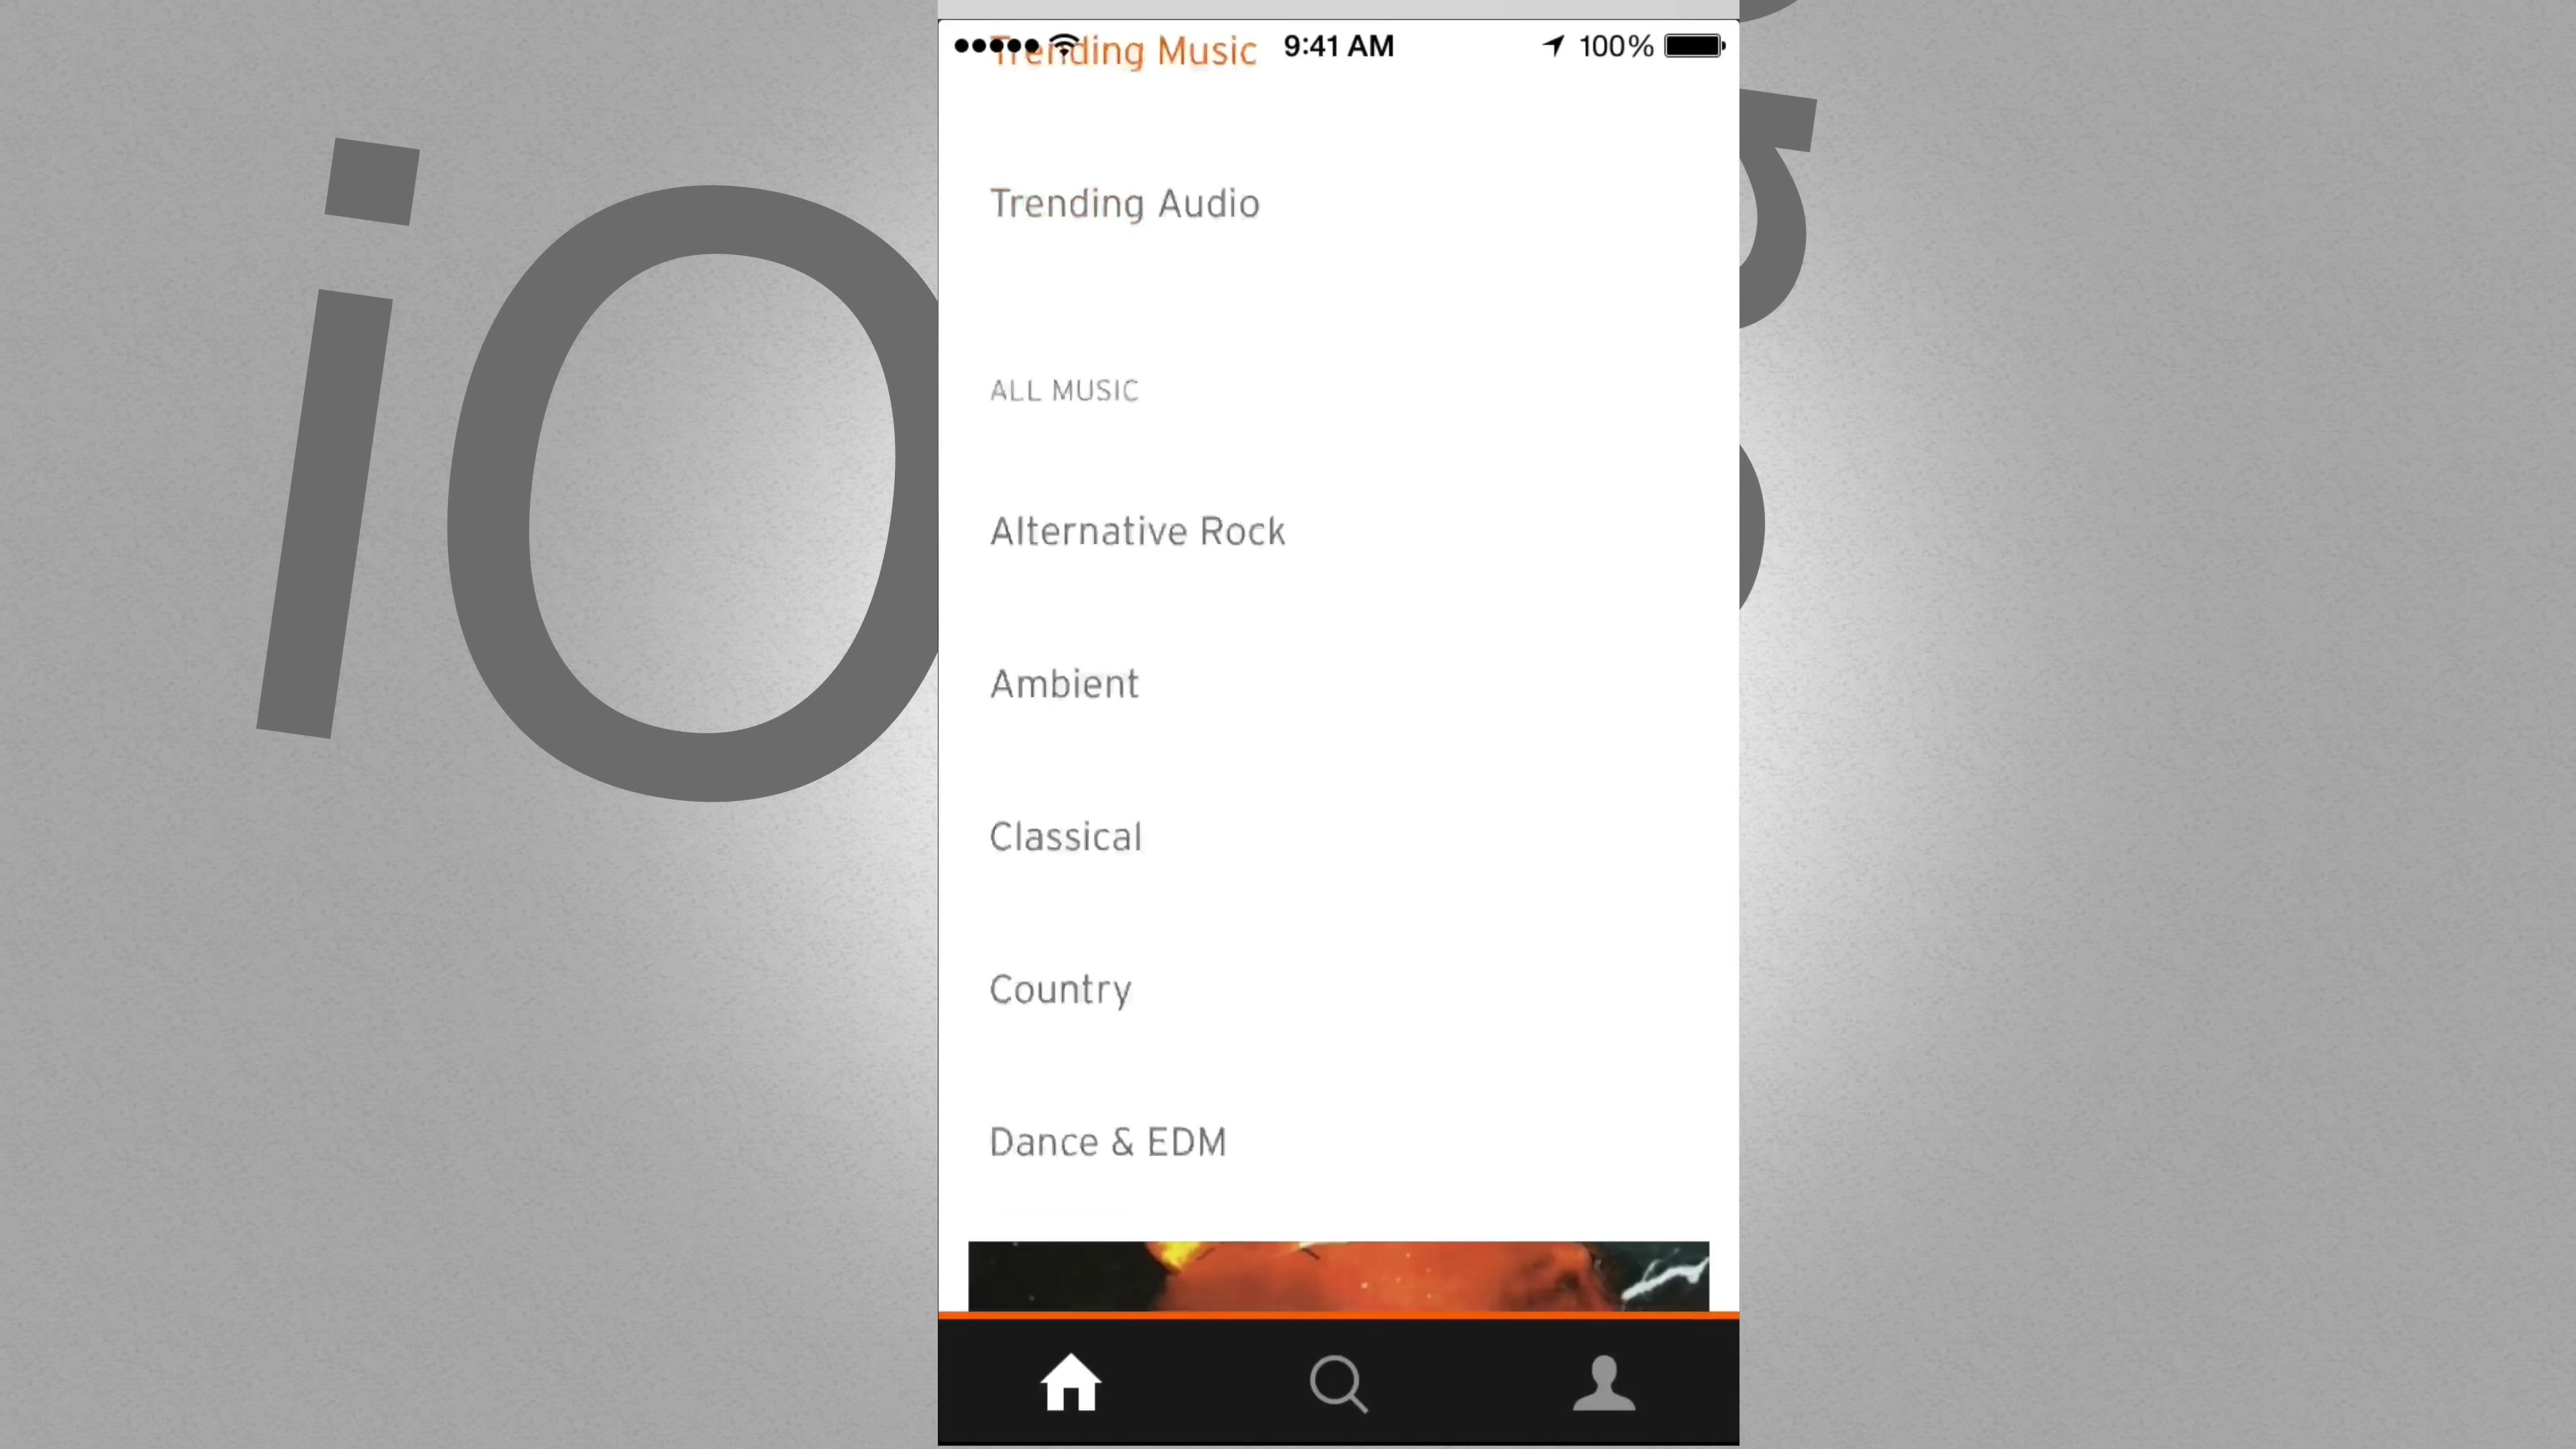 iO
9:41 AM
100%
Trending Music
Trending Audio
ALL MUSIC
Alternative Rock
Ambient
Classical
Country
Dance & EDM